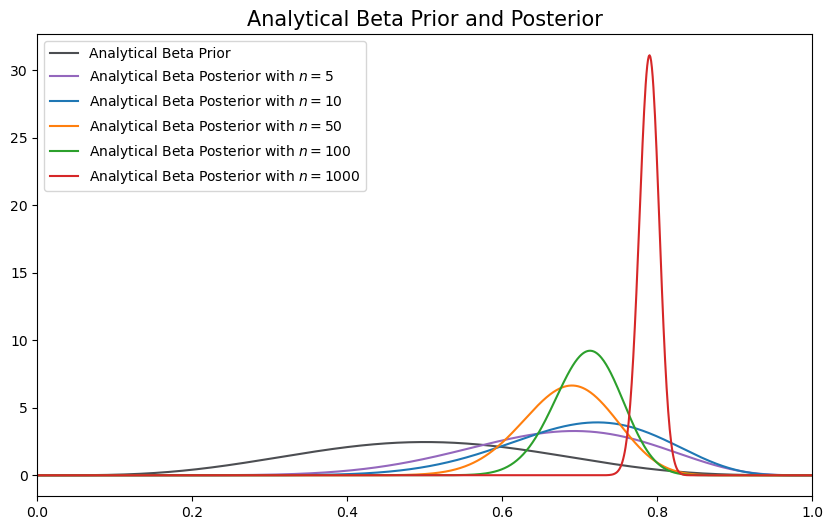 Analytical Beta Prior and Posterior
Analytical Beta Prior
Analytical Beta Posterior with n = 5
Analytical Beta Posterior with n = 10
Analytical Beta Posterior with n = 50
Analytical Beta Posterior with n = 100
Analytical Beta Posterior with n = 1000
30
25
20
15
10
5
0
0.0 0.2 0.4 0.6 0.8 1.0